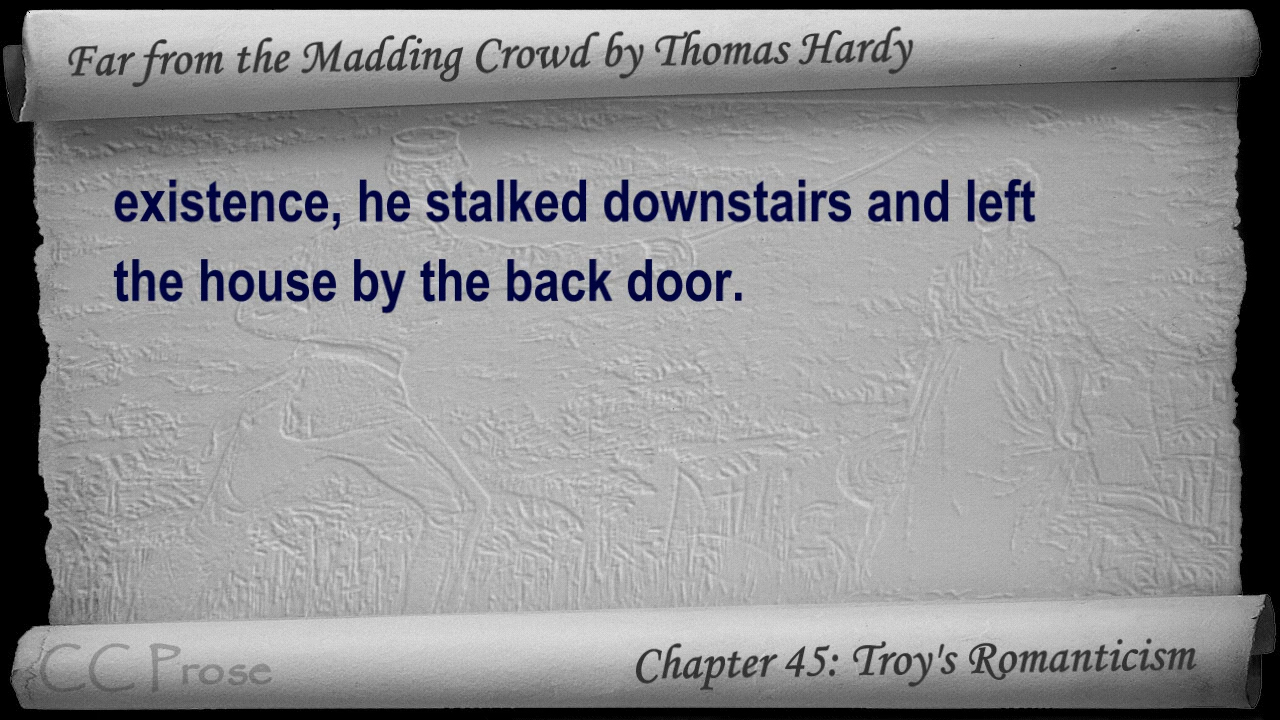 Far from the Madding Crowd by Thomas Hardy
existence, he stalked downstairs and left
the house by the back door.
CC Prose
Chapter 45: Troy's Romanticism